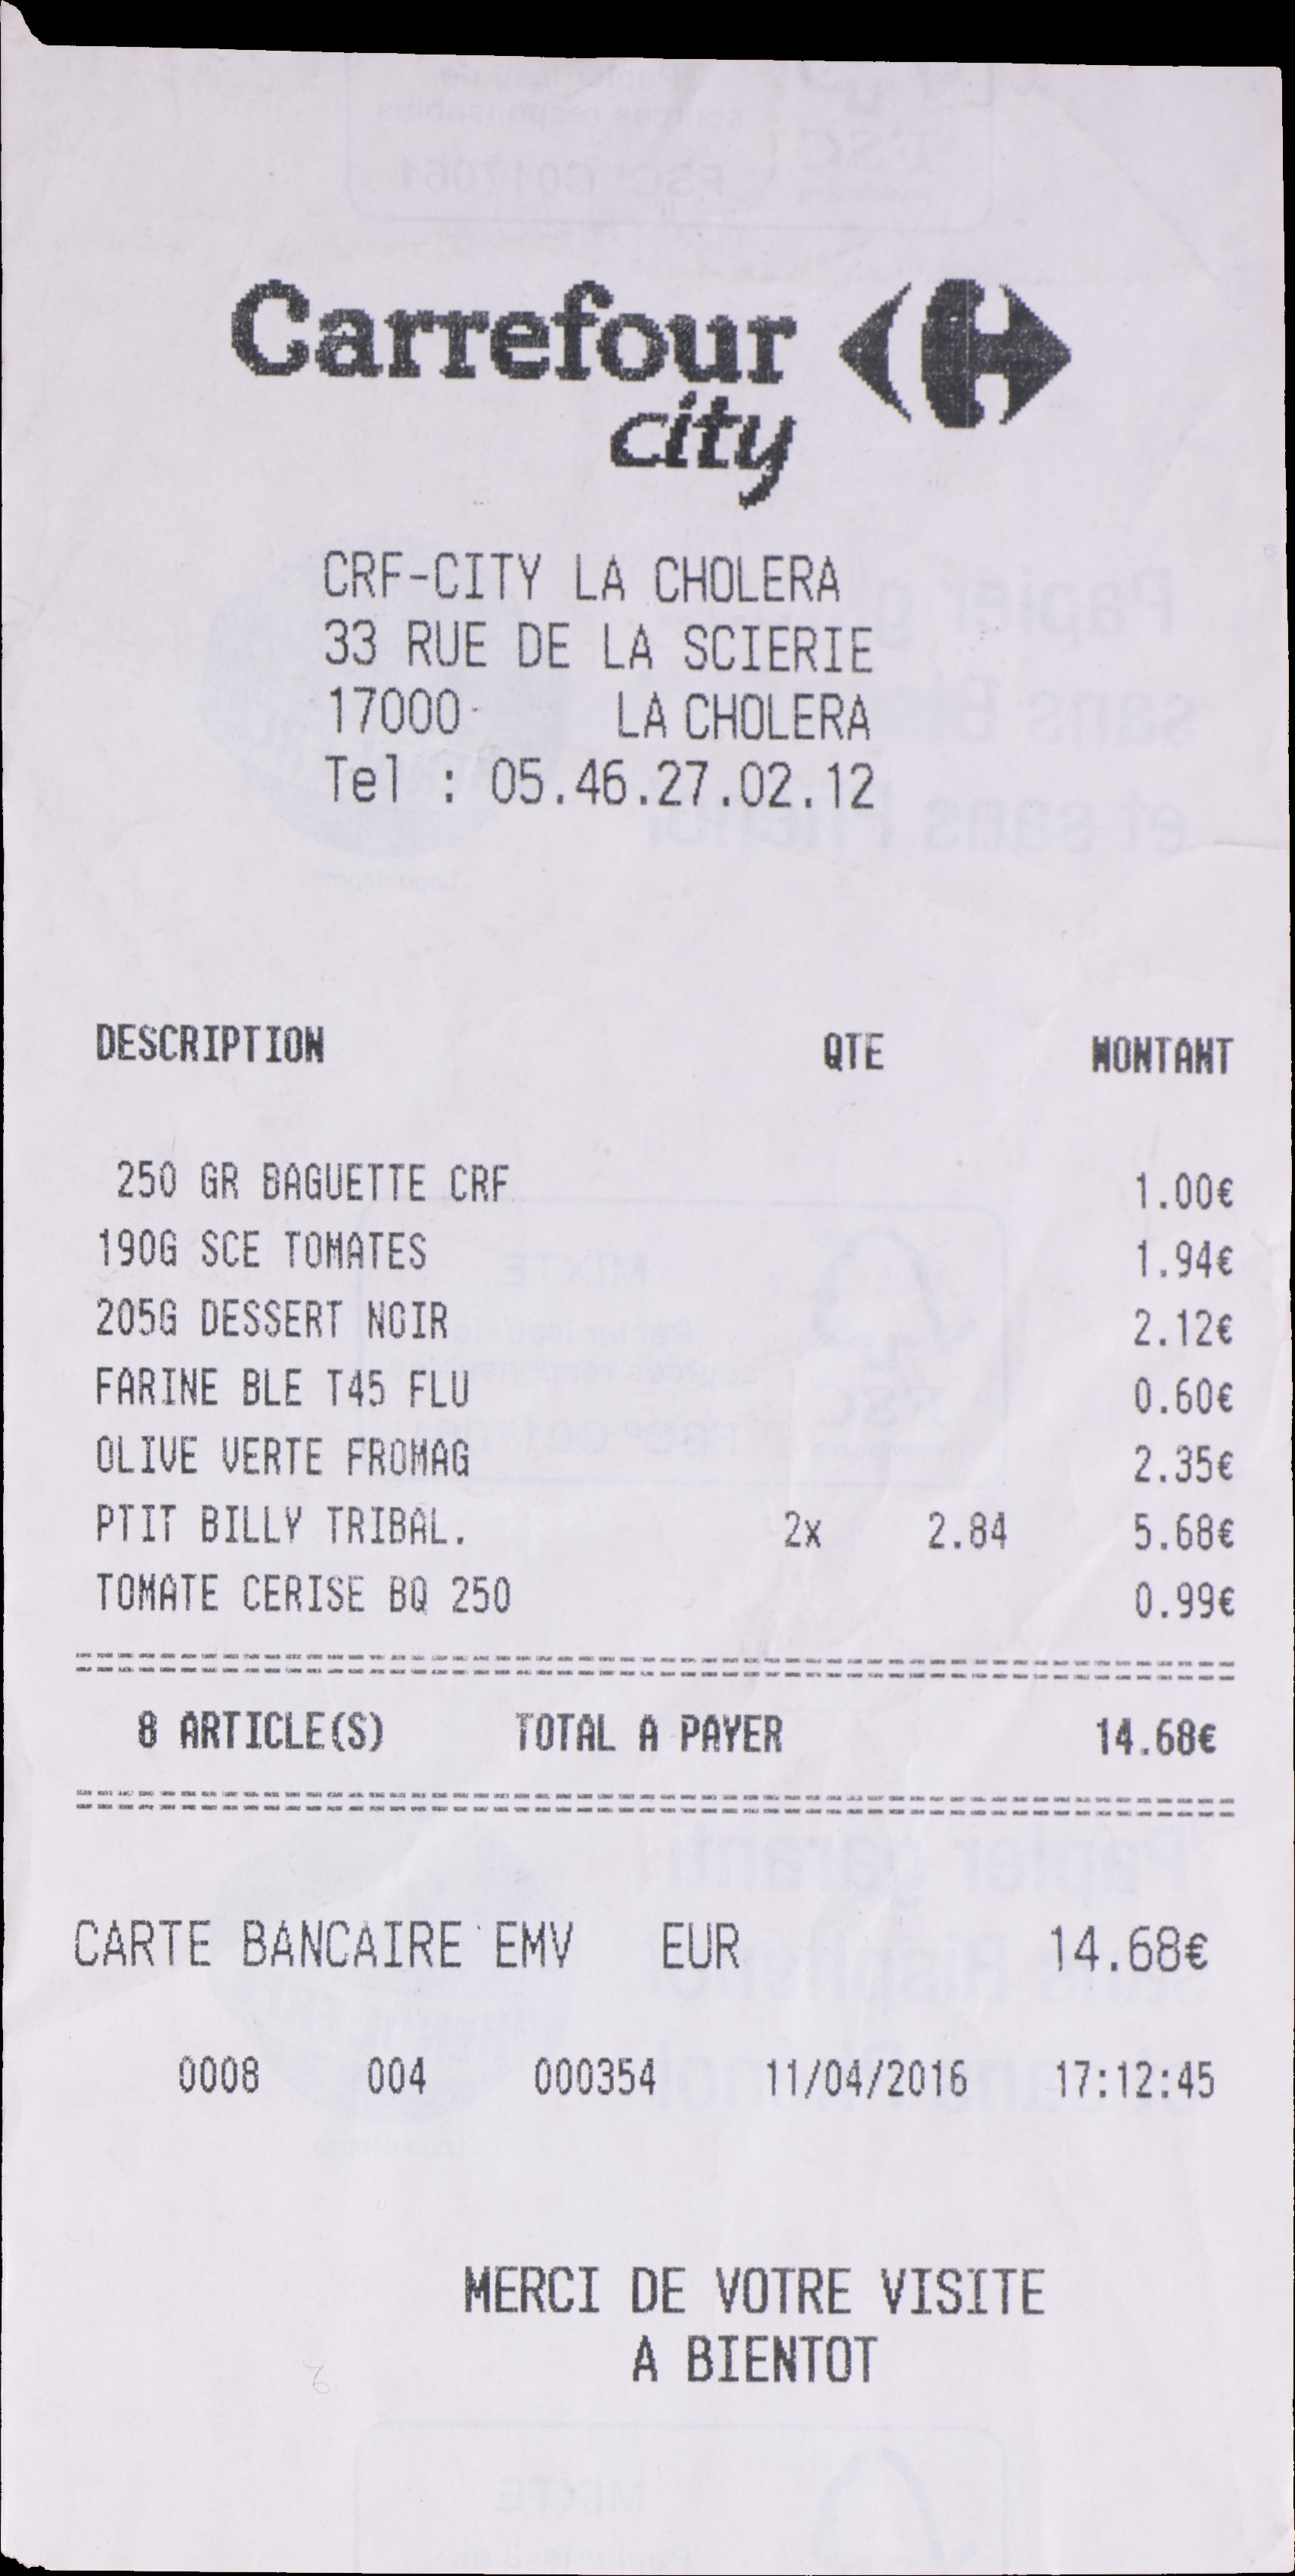 Carrefour
city
CRF-CITY LA CHOLERA
33 RUE DE LA SCIERIE
17000 LA CHOLERA
Tel : 05.46.27.02.12
DESCRIPTION QTE MONTANT
250 GR BAGUETTE CRF 1.00€
190G SCE TOMATES 1.94€
205G DESSERT NOIR 2.12€
FARINE BLE T45 FLU 0.60€
OLIVE VERTE FROMAG 2.35€
PTIT BILLY TRIBAL. 2x 2.84 5.68€
TOMATE CERISE BQ 250 0.99€
8 ARTICLE(S) TOTAL A PAYER 14.68€
CARTE BANCAIRE EMV EUR 14.68€
0008 004 000354 11/04/2016 17:12:45
MERCI DE VOTRE VISITE
A BIENTOT